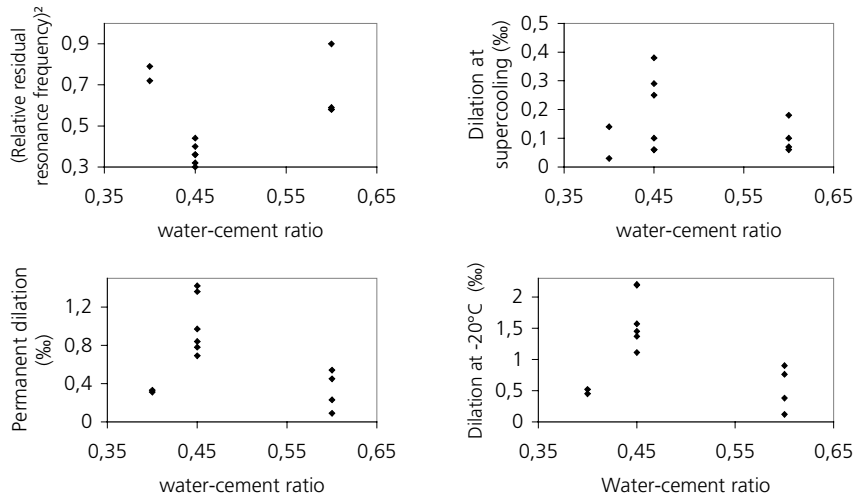 (Relative residual
resonance frequency)²
0,9
0,7
0,5
0,3
0,35 0,45 0,55 0,65
water-cement ratio
Dilation at
supercooling (‰)
0,5
0,4
0,3
0,2
0,1
0
0,35 0,45 0,55 0,65
water-cement ratio
Permanent dilation
(‰)
1,2
0,8
0,4
0
0,35 0,45 0,55 0,65
water-cement ratio
Dilation at -20°C (‰)
2
1,5
1
0,5
0
0,35 0,45 0,55 0,65
Water-cement ratio